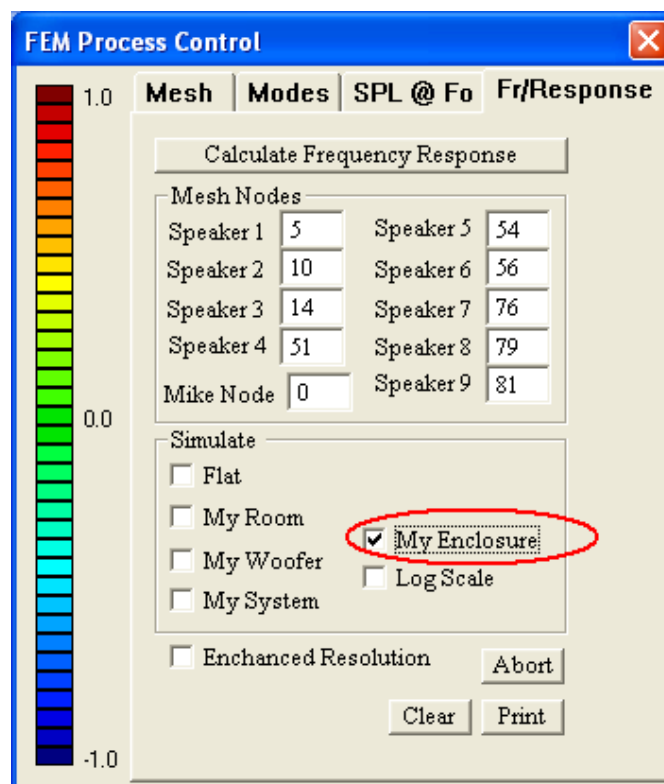 FEM Process Control
1.0
0.0
-1.0
Mesh Modes SPL @ Fo Fr/Response
Calculate Frequency Response
Mesh Nodes
Speaker 1 5 Speaker 5 54
Speaker 2 10 Speaker 6 56
Speaker 3 14 Speaker 7 76
Speaker 4 51 Speaker 8 79
Mike Node 0 Speaker 9 81
Simulate
Flat
My Room
My Enclosure
My Woofer
Log Scale
My System
Enchanced Resolution Abort
Clear Print